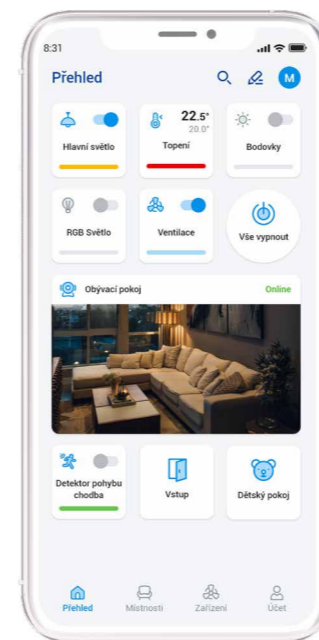 8:31
Přehled
M
22.5°
20.0°
Hlavní světlo
Topení
Bodovky
RGB Světlo
Ventilace
Vše vypnout
Obývací pokoj
Online
Detektor pohybu
chodba
Vstup
Dětský pokoj
Přehled
Místnosti
Zařízení
Účet